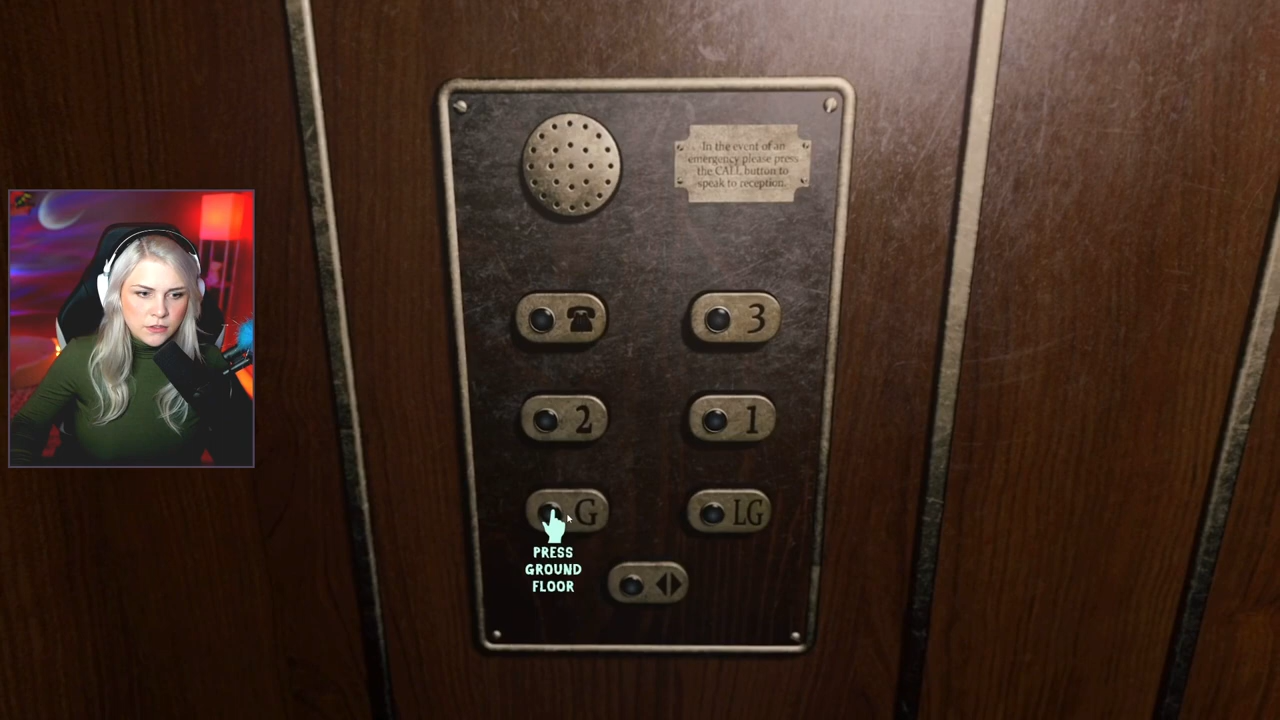 In the event of an
emergency please press
the CALL button to
speak to reception.
3
2
1
G
LG
PRESS
GROUND
FLOOR